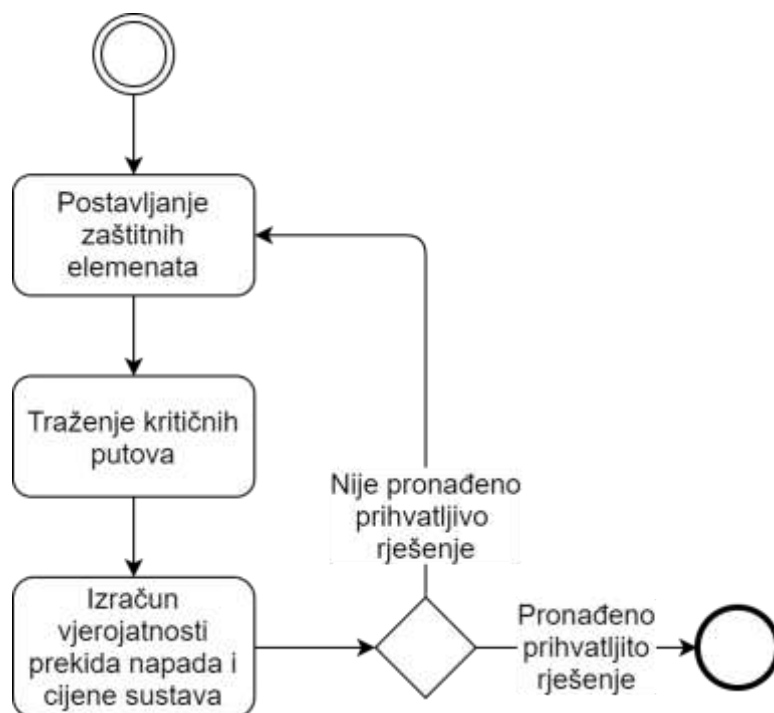 Postavljanje
zaštitnih
elemenata
Traženje kritičnih
putova
Nije pronađeno
prihvatljivo
rješenje
Izračun
vjerojatnosti
prekida napada i
cijene sustava
Pronađeno
prihvatljito
rješenje